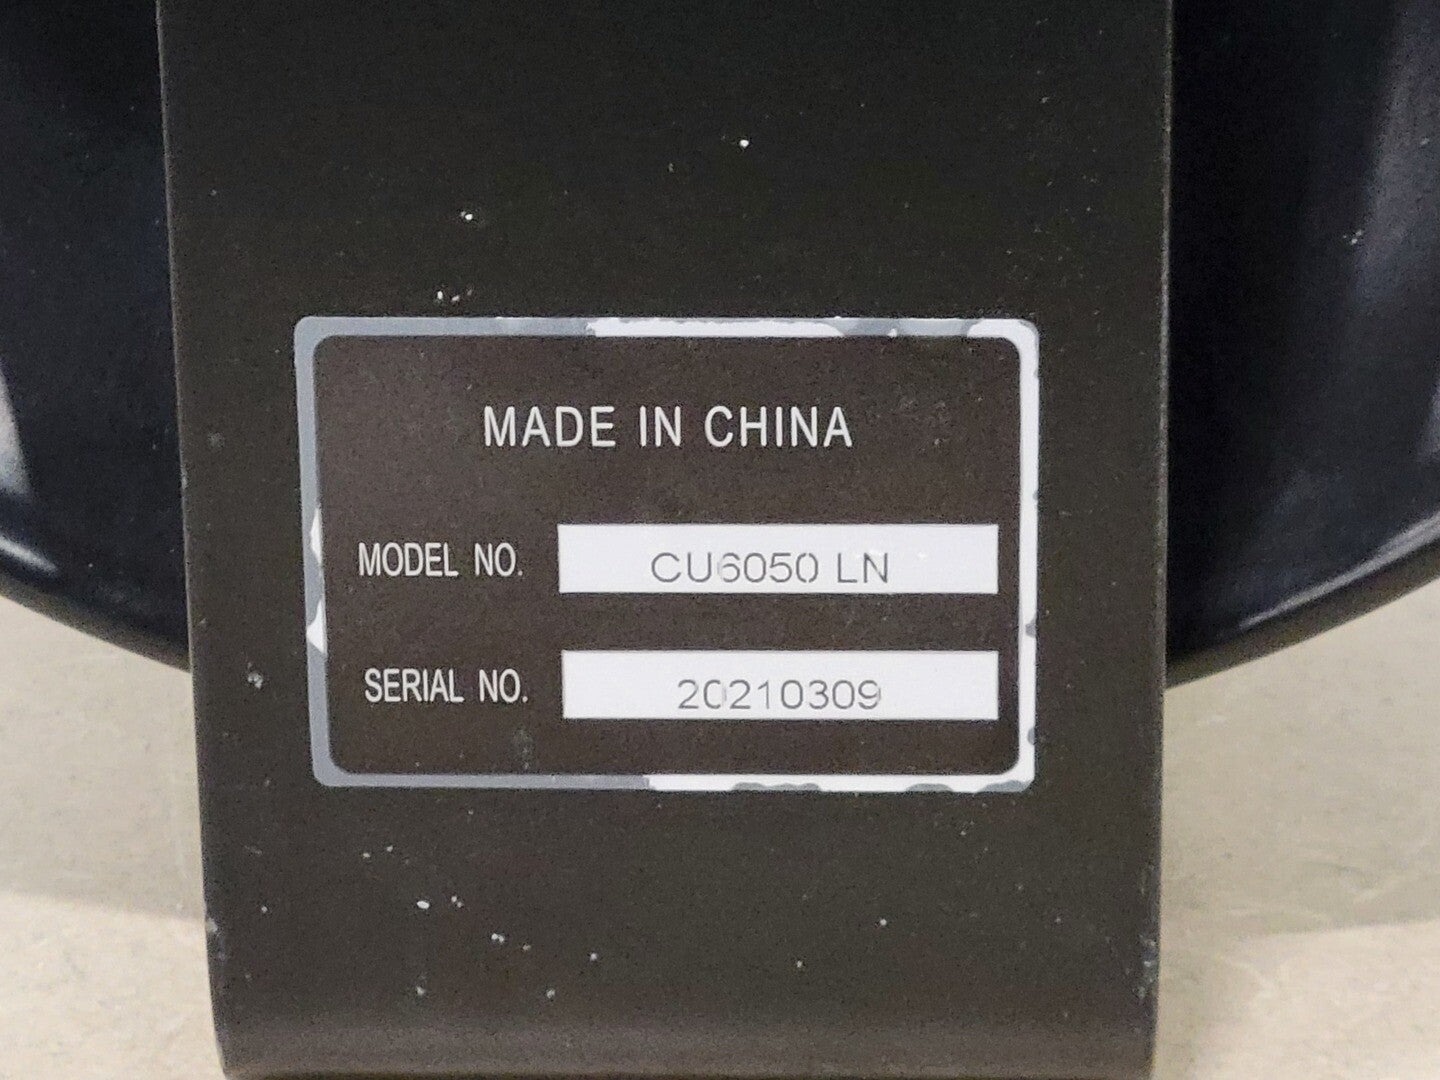 MADE IN CHINA
MODEL NO. CU6050 LN
SERIAL NO. 20210309